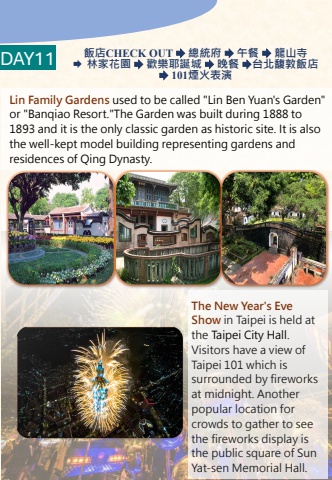 DAY11
飯店CHECK OUT ➡ 總統府 ➡ 午餐 ➡ 龍山寺
➡ 林家花園 ➡ 歡樂耶誕城 ➡ 晚餐 ➡台北馥敦飯店
➡ 101煙火表演
Lin Family Gardens used to be called "Lin Ben Yuan's Garden"
or "Banqiao Resort."The Garden was built during 1888 to
1893 and it is the only classic garden as historic site. It is also
the well-kept model building representing gardens and
residences of Qing Dynasty.
The New Year's Eve
Show in Taipei is held at
the Taipei City Hall.
Visitors have a view of
Taipei 101 which is
surrounded by fireworks
at midnight. Another
popular location for
crowds to gather to see
the fireworks display is
the public square of Sun
Yat-sen Memorial Hall.